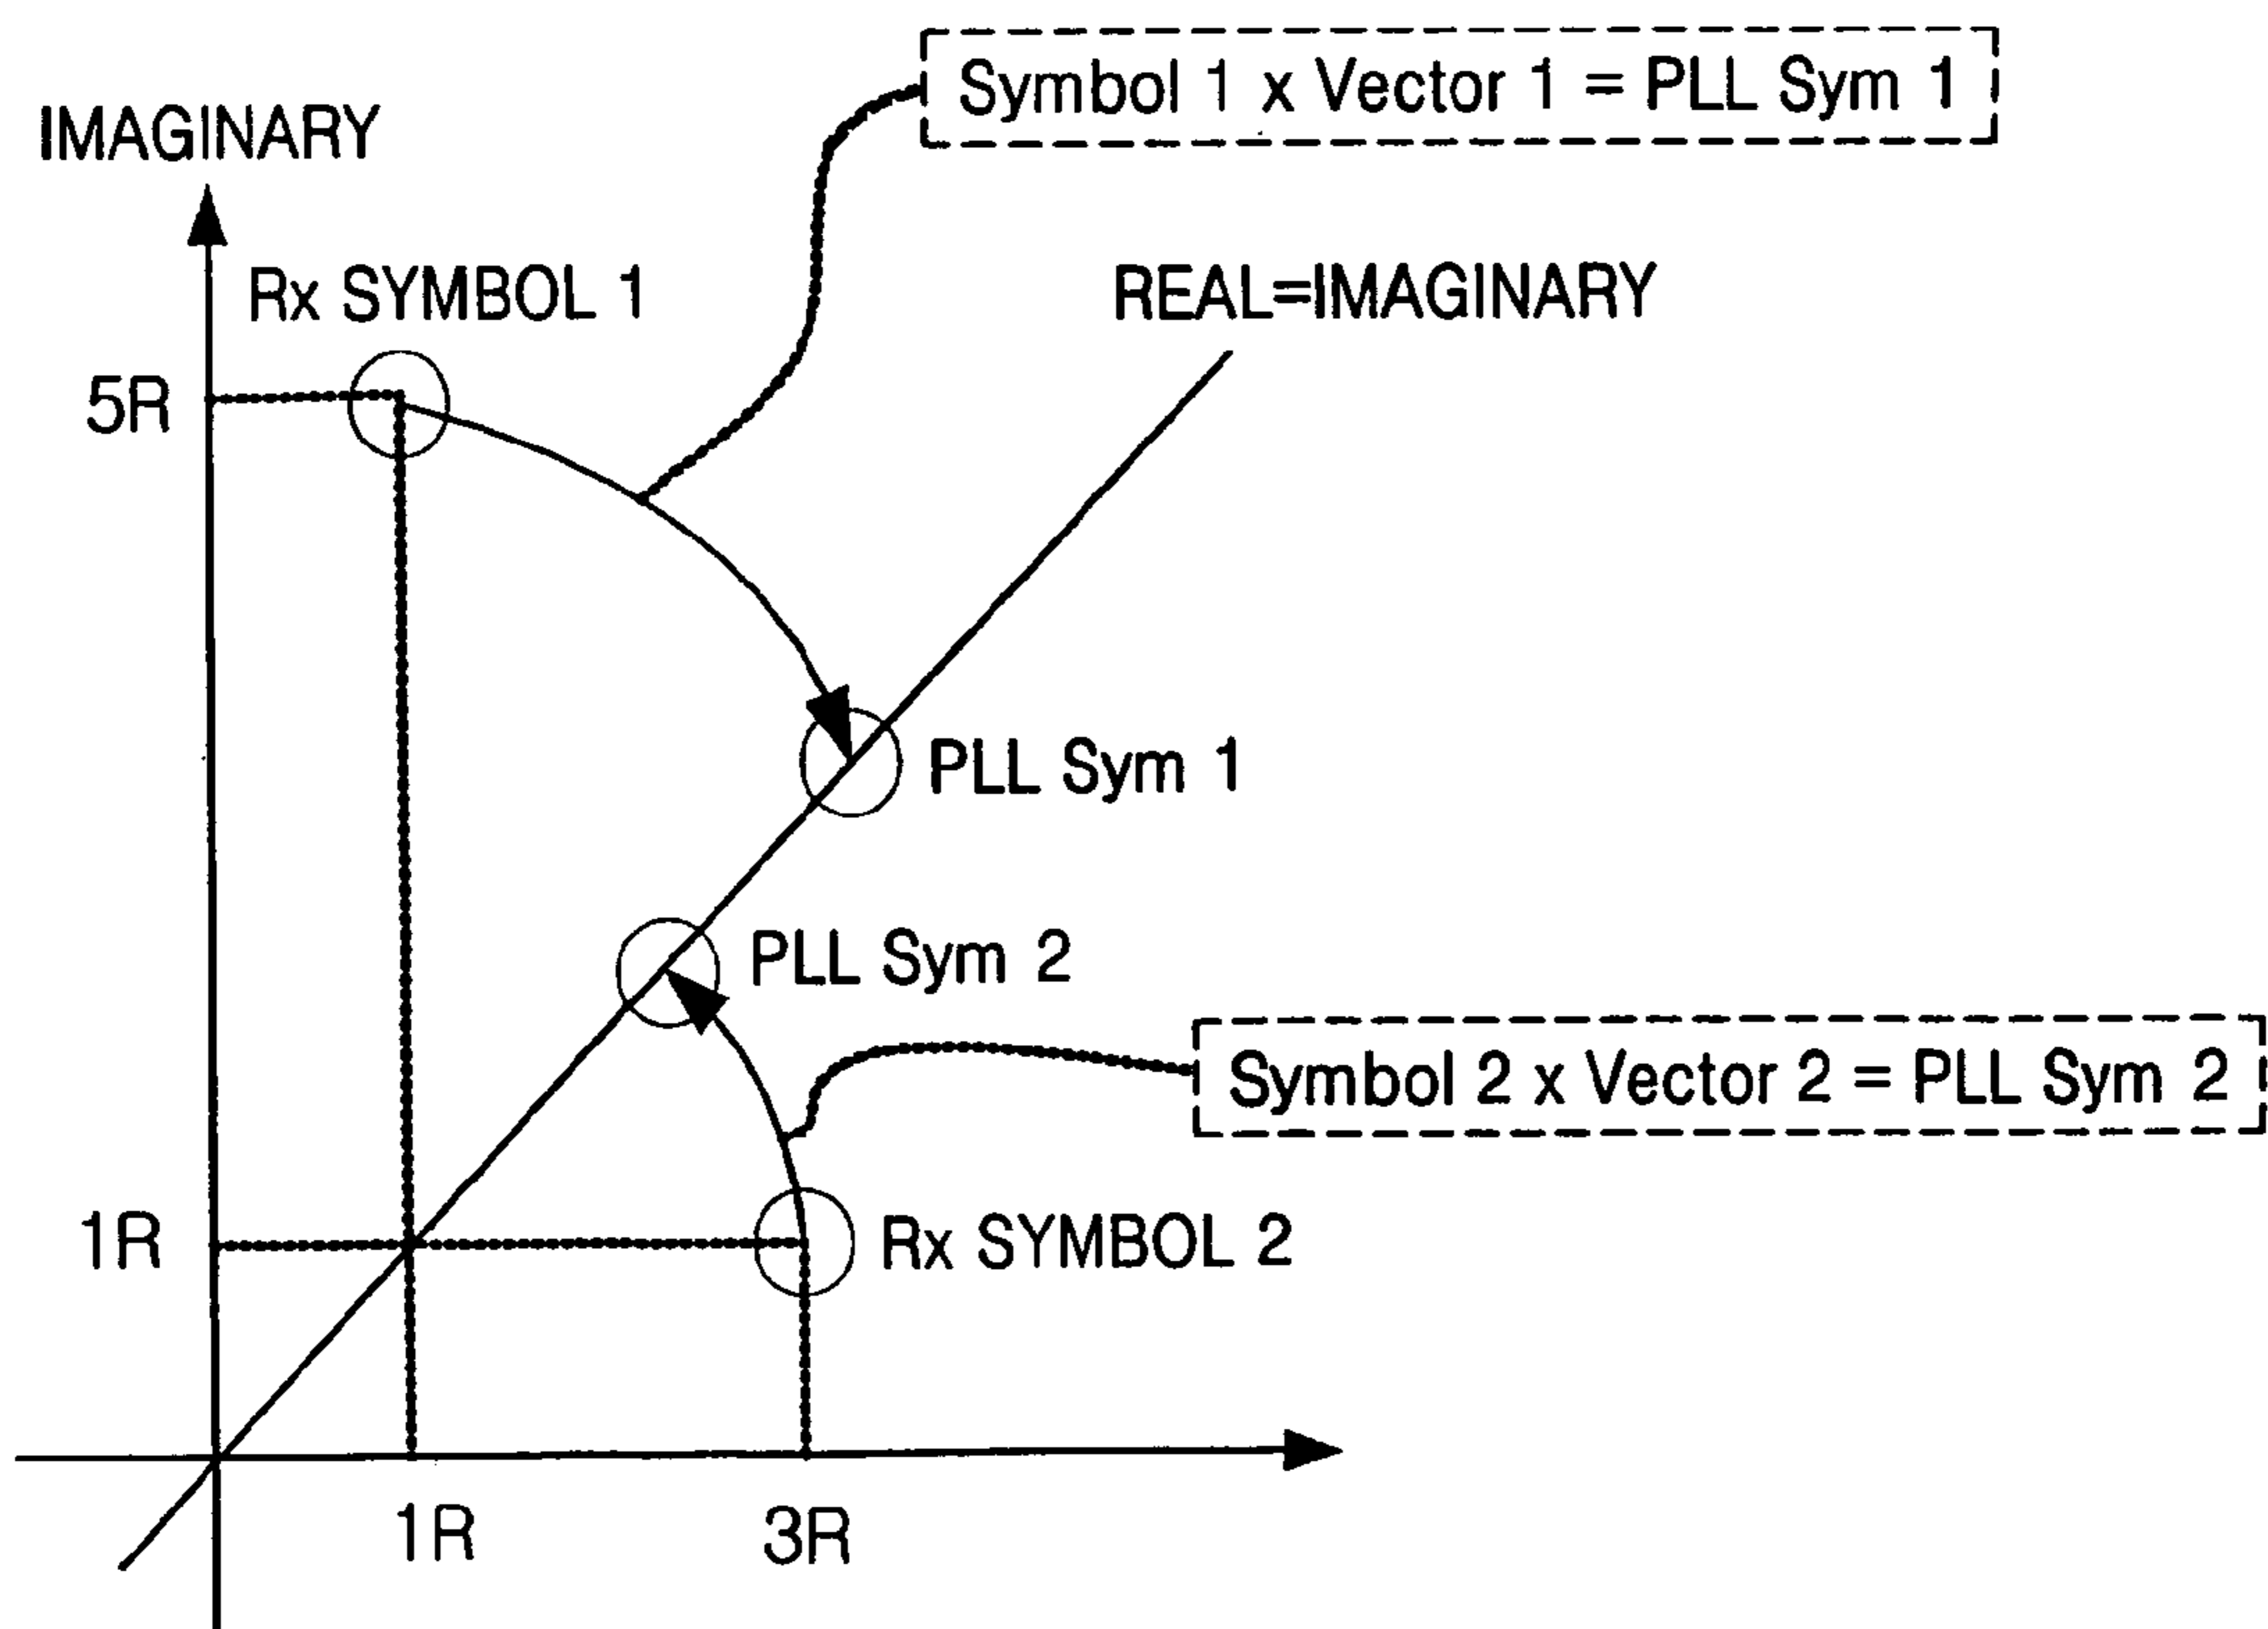 Symbol 1 x Vector 1 = PLL Sym 1
IMAGINARY
Rx SYMBOL 1
REAL=IMAGINARY
5R
PLL Sym 1
PLL Sym 2
Symbol 2 x Vector 2 = PLL Sym 2
1R
Rx SYMBOL 2
1R
3R